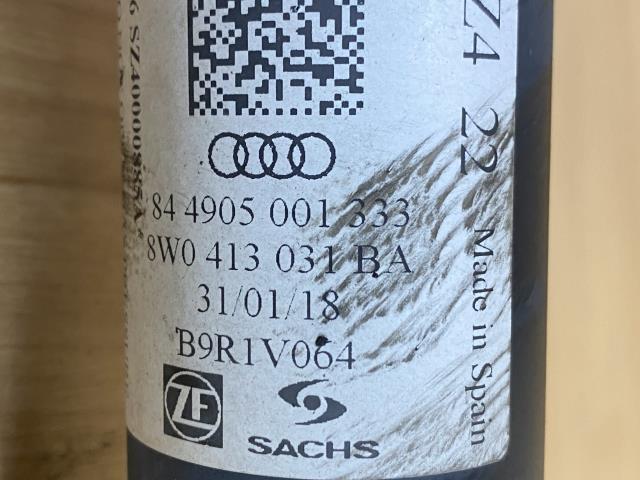 84 4905 001 333
8W0 413 031 BA
31/01/18
B9R1V064
ZF
SACHS
Z4 22
Made in Spain